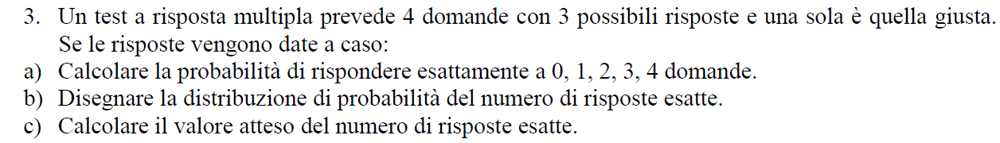 3. Un test a risposta multipla prevede 4 domande con 3 possibili risposte e una sola è quella giusta.
Se le risposte vengono date a caso:
a) Calcolare la probabilità di rispondere esattamente a 0, 1, 2, 3, 4 domande.
b) Disegnare la distribuzione di probabilità del numero di risposte esatte.
c) Calcolare il valore atteso del numero di risposte esatte.